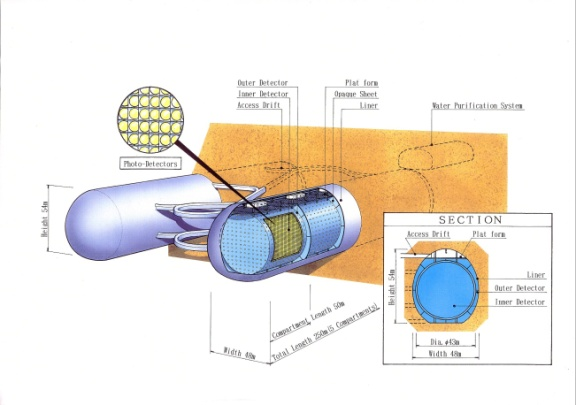 Outer Detector
Inner Detector
Access Drift
Plat form
Opaque Sheet
Liner
Water Purification System
Photo-Detectors
Height 54m
Compartment Length 50m
Total Length 250m(5 Compartments)
Width 48m
SECTION
Access Drift
Plat form
Height 54m
Liner
Outer Detector
Inner Detector
Dia. φ43m
Width 48m